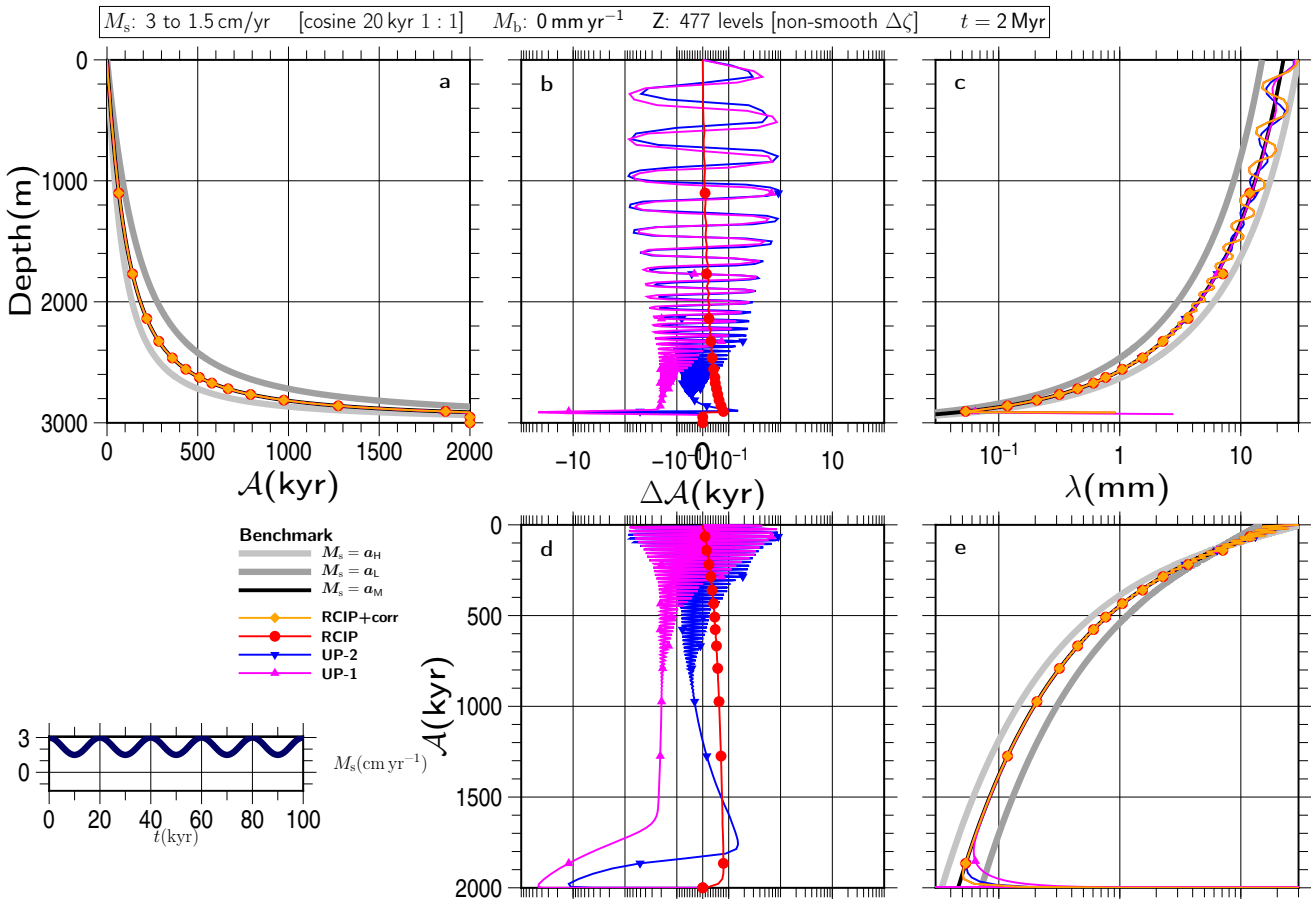 Mₛ: 3 to 1.5 cm/yr [cosine 20 kyr 1 : 1] M_b: 0 mm yr⁻¹ Z: 477 levels [non-smooth Δζ] t = 2 Myr
0
1000
2000
3000
Depth(m)
a
0 500 1000 1500 2000
𝒜(kyr)
b
−10 −10⁻¹ 0 10⁻¹ 10
Δ𝒜(kyr)
c
10⁻¹ 1 10
λ(mm)
Benchmark
Mₛ = a_H
Mₛ = a_L
Mₛ = a_M
RCIP+corr
RCIP
UP-2
UP-1
3
0
Mₛ(cm yr⁻¹)
0 20 40 60 80 100
t(kyr)
0
500
1000
1500
2000
𝒜(kyr)
d
e